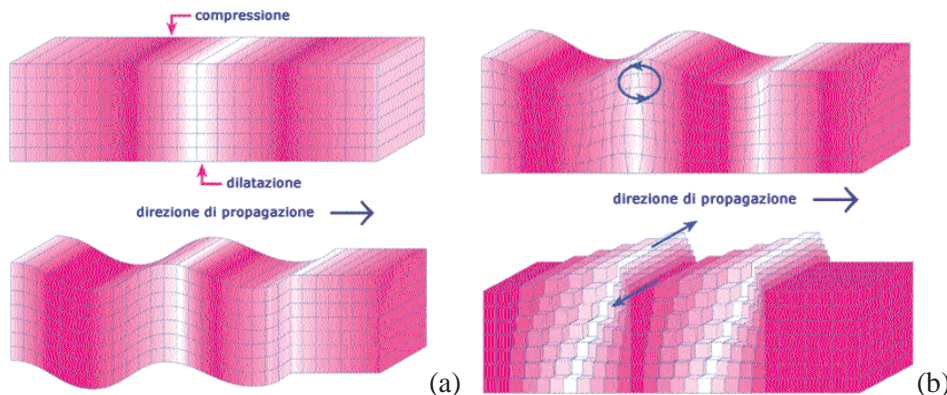 compressione
dilatazione
direzione di propagazione
(a)
direzione di propagazione
(b)